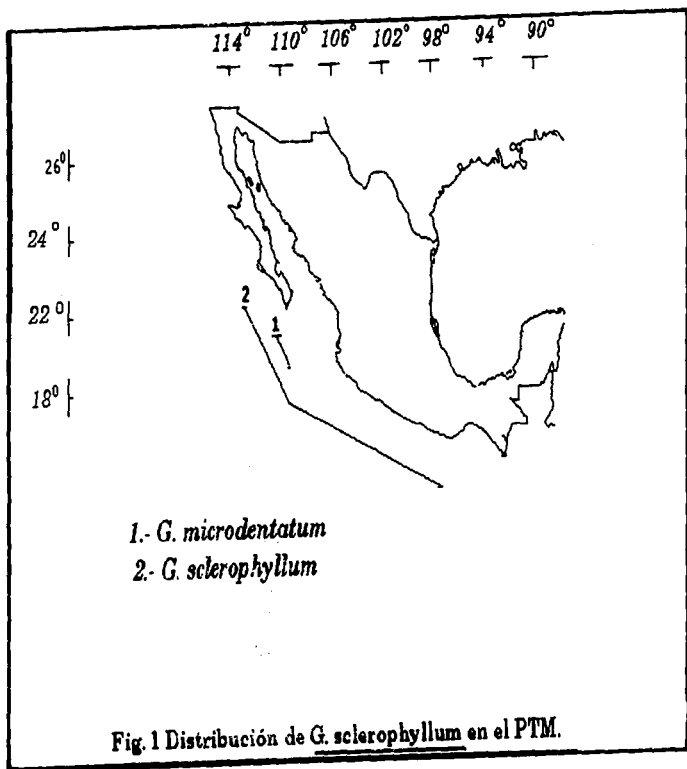 114° 110° 106° 102° 98° 94° 90°
26°
24°
22°
18°
2
1
1.- G. microdentatum
2.- G. sclerophyllum
Fig. 1 Distribución de G. sclerophyllum en el PTM.